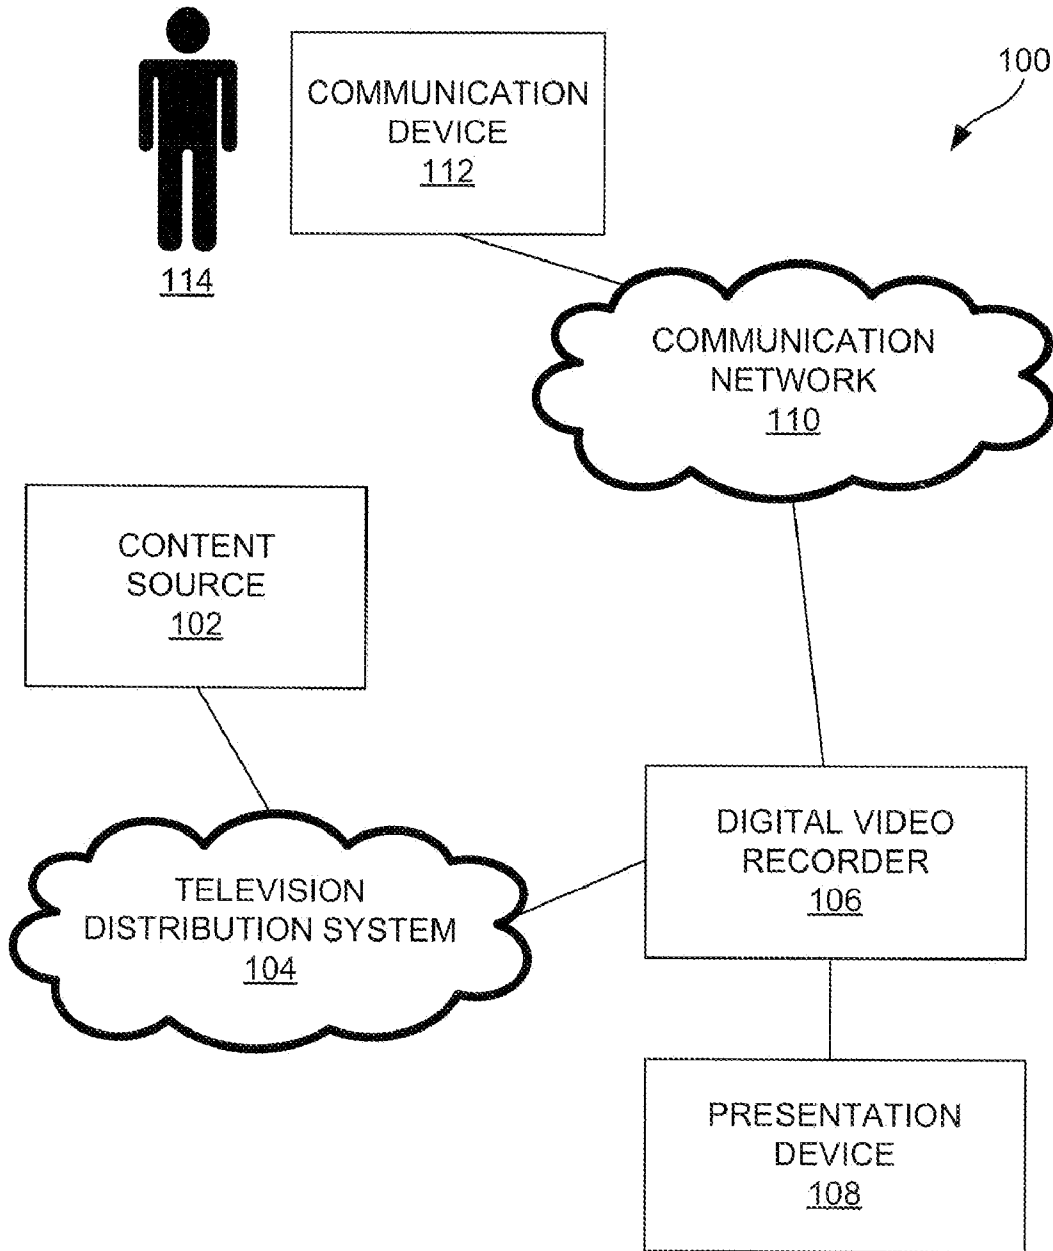 100
COMMUNICATION
DEVICE
112
114
COMMUNICATION
NETWORK
110
CONTENT
SOURCE
102
DIGITAL VIDEO
RECORDER
106
TELEVISION
DISTRIBUTION SYSTEM
104
PRESENTATION
DEVICE
108